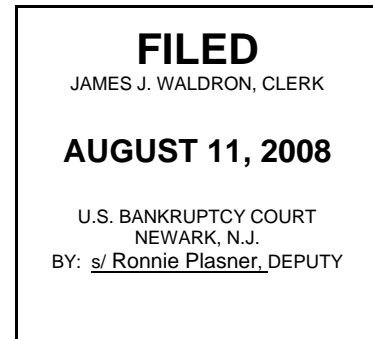 FILED
JAMES J. WALDRON, CLERK
AUGUST 11, 2008
U.S. BANKRUPTCY COURT
NEWARK, N.J.
BY: s/ Ronnie Plasner, DEPUTY